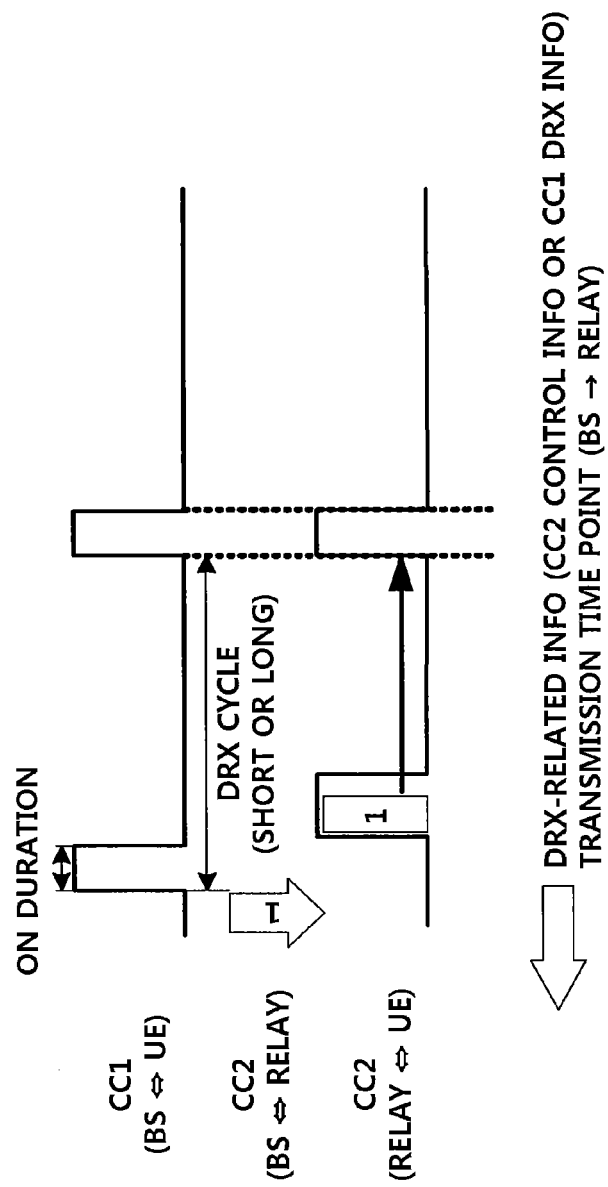 ON DURATION
CC1
(BS ⇔ UE)
DRX CYCLE
(SHORT OR LONG)
1
CC2
(BS ⇔ RELAY)
1
CC2
(RELAY ⇔ UE)
DRX-RELATED INFO (CC2 CONTROL INFO OR CC1 DRX INFO)
TRANSMISSION TIME POINT (BS → RELAY)